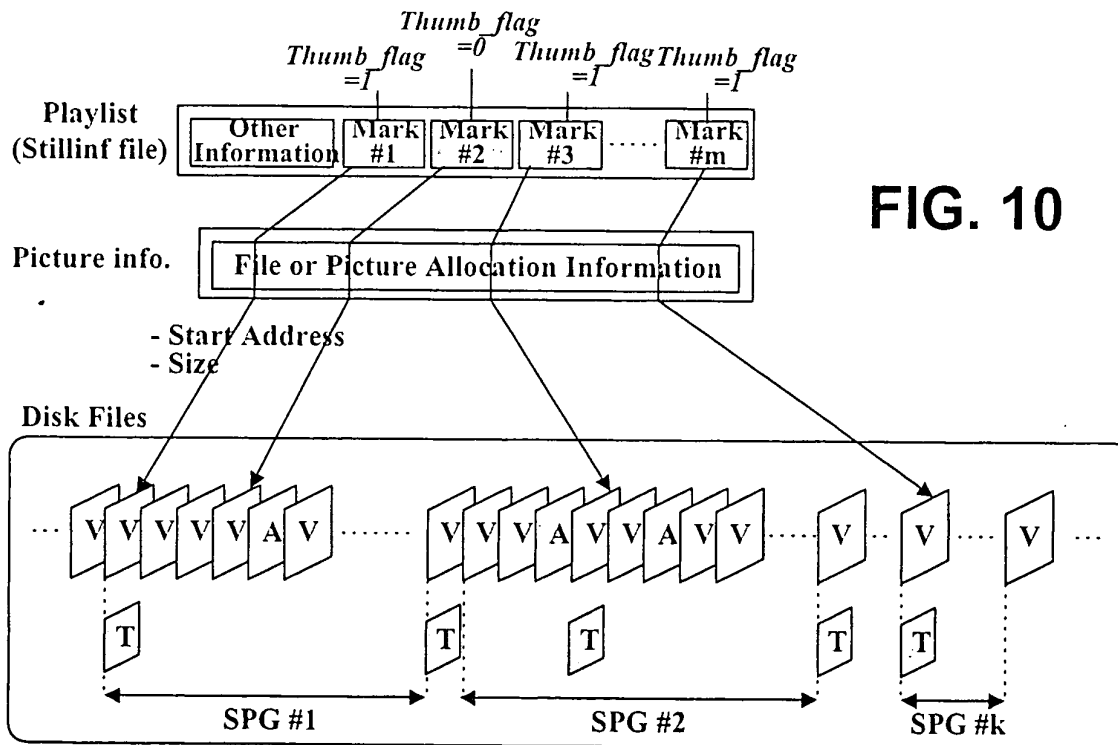 Thumb_flag
=0
Thumb_flag
=1
Thumb_flag
=1
Thumb_flag
=1
Playlist
(Stillinf file)
Other
Information
Mark
#1
Mark
#2
Mark
#3
......
Mark
#m
FIG. 10
Picture info.
File or Picture Allocation Information
- Start Address
- Size
Disk Files
... V V V V V A V ........ V V V A V V A V V ...... V .. V ..... V ...
T T T T T
SPG #1 SPG #2 SPG #k